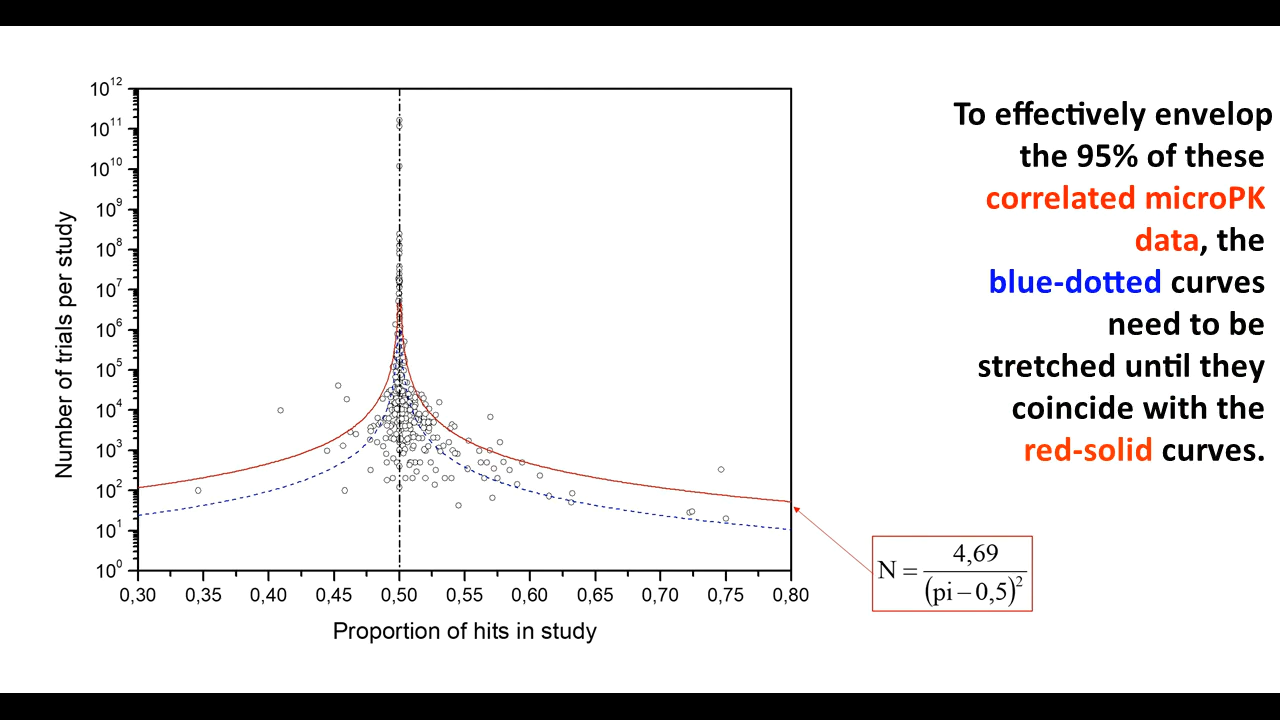 10^12
10^11
10^10
10^9
10^8
10^7
10^6
10^5
10^4
10^3
10^2
10^1
10^0
Number of trials per study
0,30 0,35 0,40 0,45 0,50 0,55 0,60 0,65 0,70 0,75 0,80
Proportion of hits in study
To effectively envelop
the 95% of these
correlated microPK
data, the
blue-dotted curves
need to be
stretched until they
coincide with the
red-solid curves.
N = 4,69 / (pi − 0,5)^2